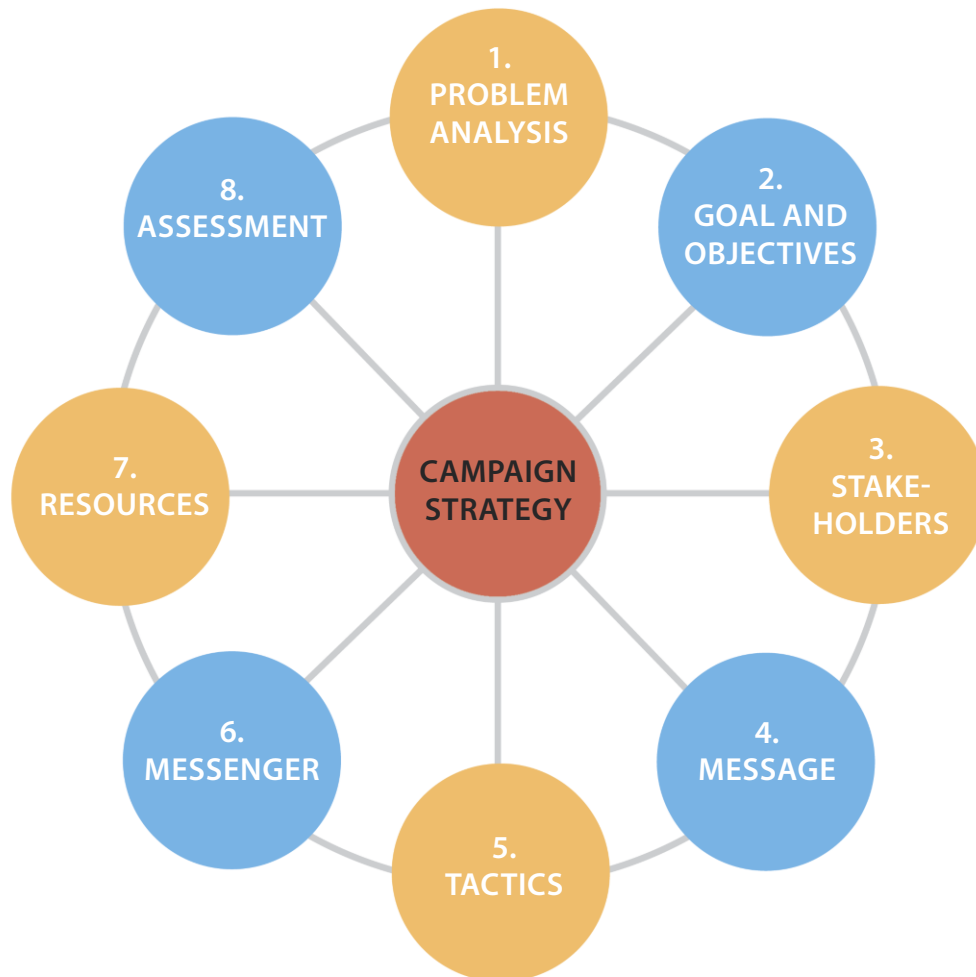 1.
PROBLEM
ANALYSIS
2.
GOAL AND
OBJECTIVES
3.
STAKE-
HOLDERS
4.
MESSAGE
5.
TACTICS
6.
MESSENGER
7.
RESOURCES
8.
ASSESSMENT
CAMPAIGN
STRATEGY